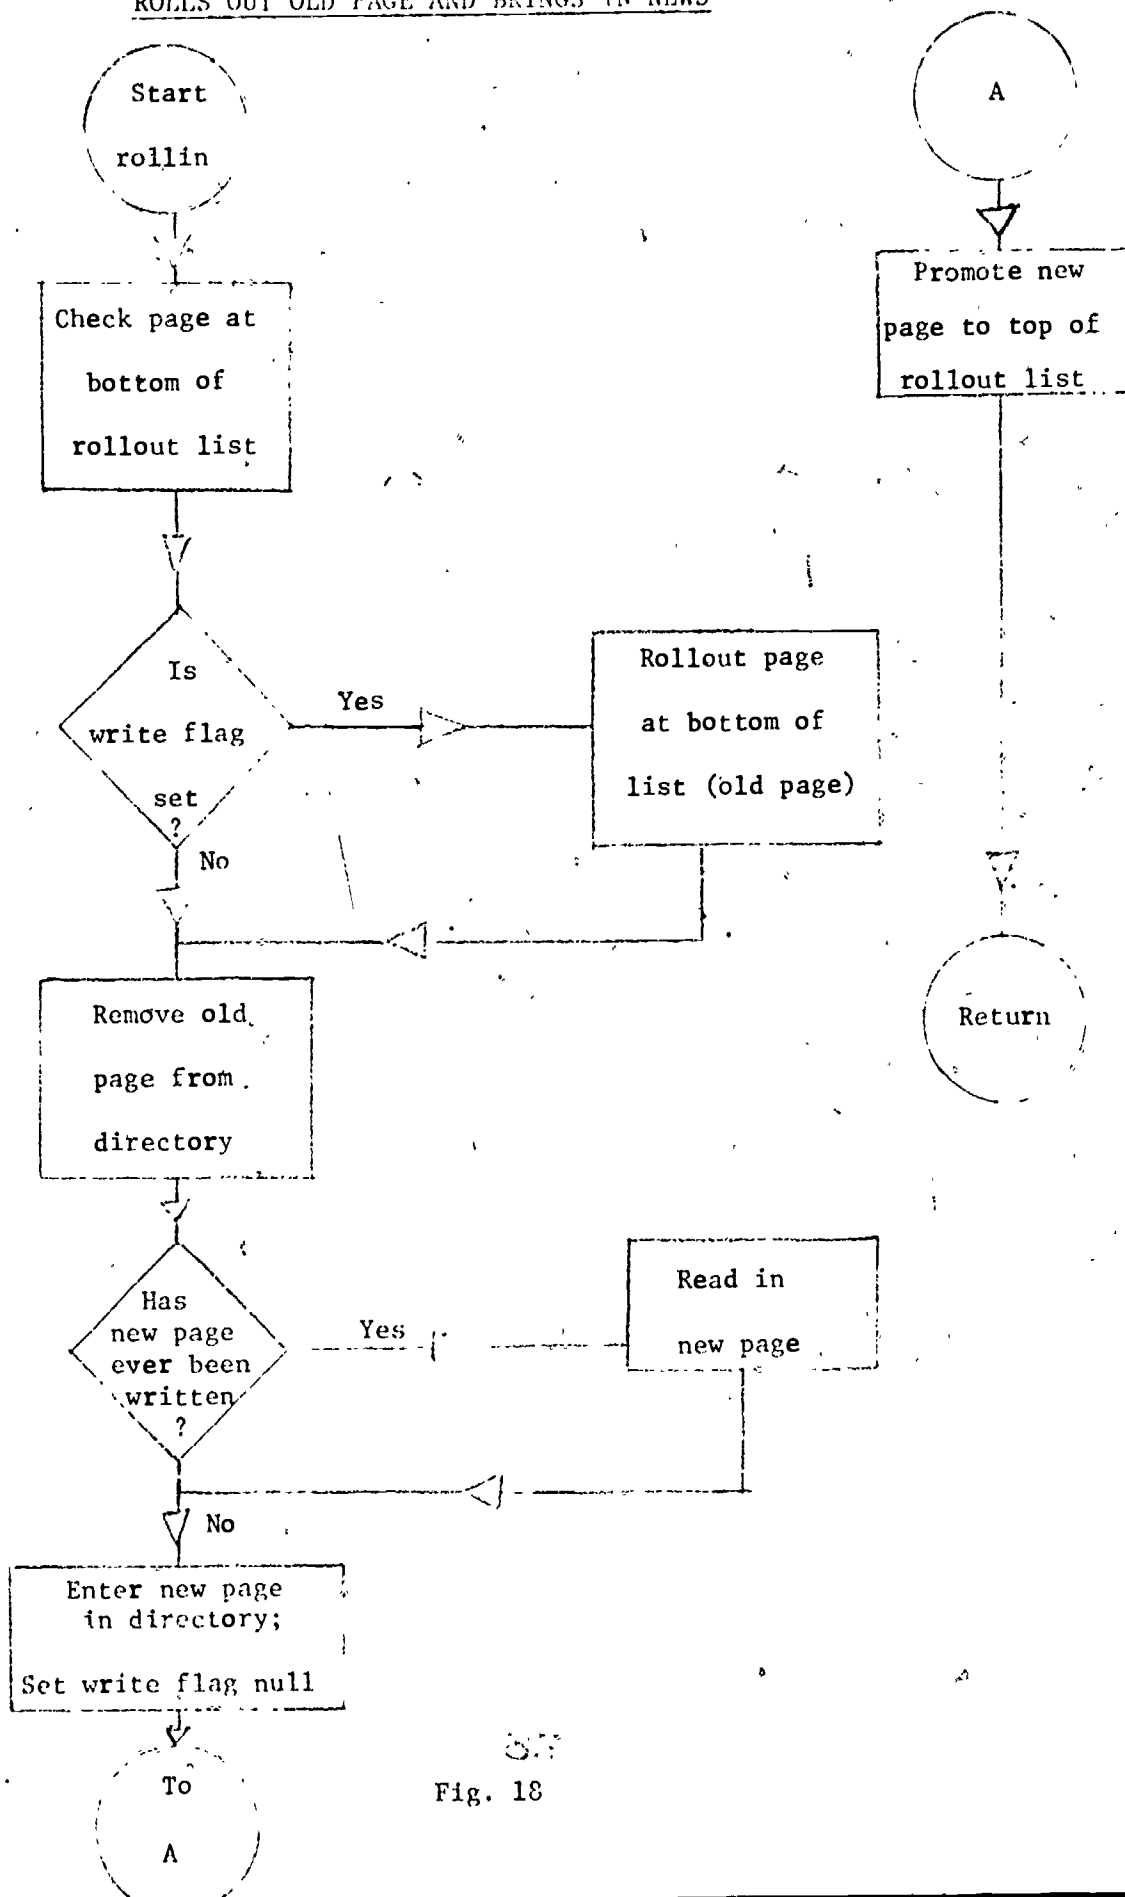 ROLLS OUT OLD PAGE AND BRINGS IN NEWS
Start
rollin
Check page at
bottom of
rollout list
Is
write flag
set
?
Yes
No
Rollout page
at bottom of
list (old page)
Remove old
page from
directory
Has
new page
ever been
written
?
Yes
No
Read in
new page
Enter new page
in directory;
Set write flag null
To
A
A
Promote new
page to top of
rollout list
Return
Fig. 18